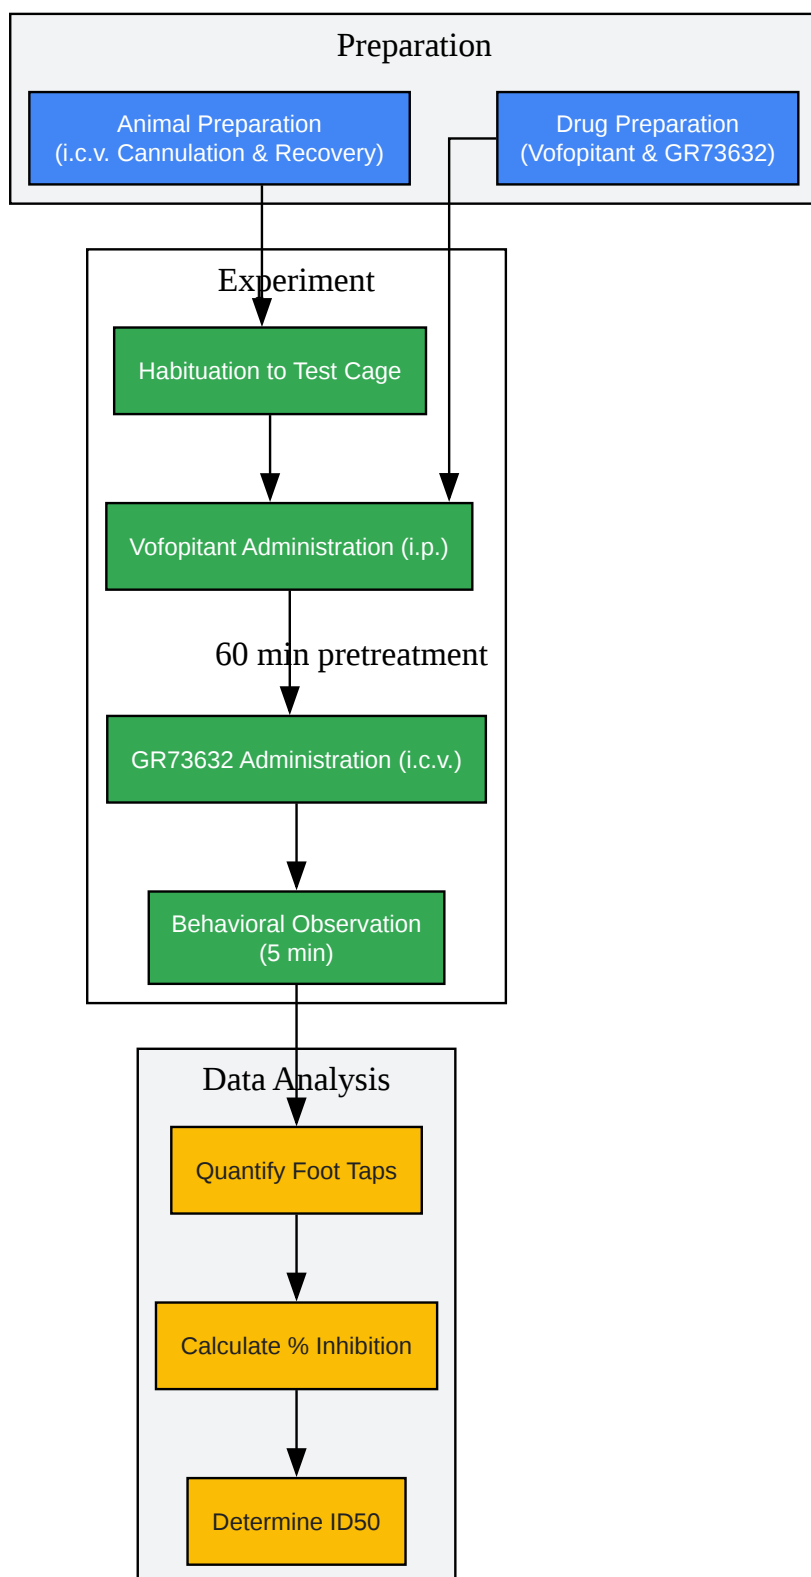 Preparation
Animal Preparation
(i.c.v. Cannulation & Recovery)
Drug Preparation
(Vofopitant & GR73632)
Experiment
Habituation to Test Cage
Vofopitant Administration (i.p.)
60 min pretreatment
GR73632 Administration (i.c.v.)
Behavioral Observation
(5 min)
Data Analysis
Quantify Foot Taps
Calculate % Inhibition
Determine ID50